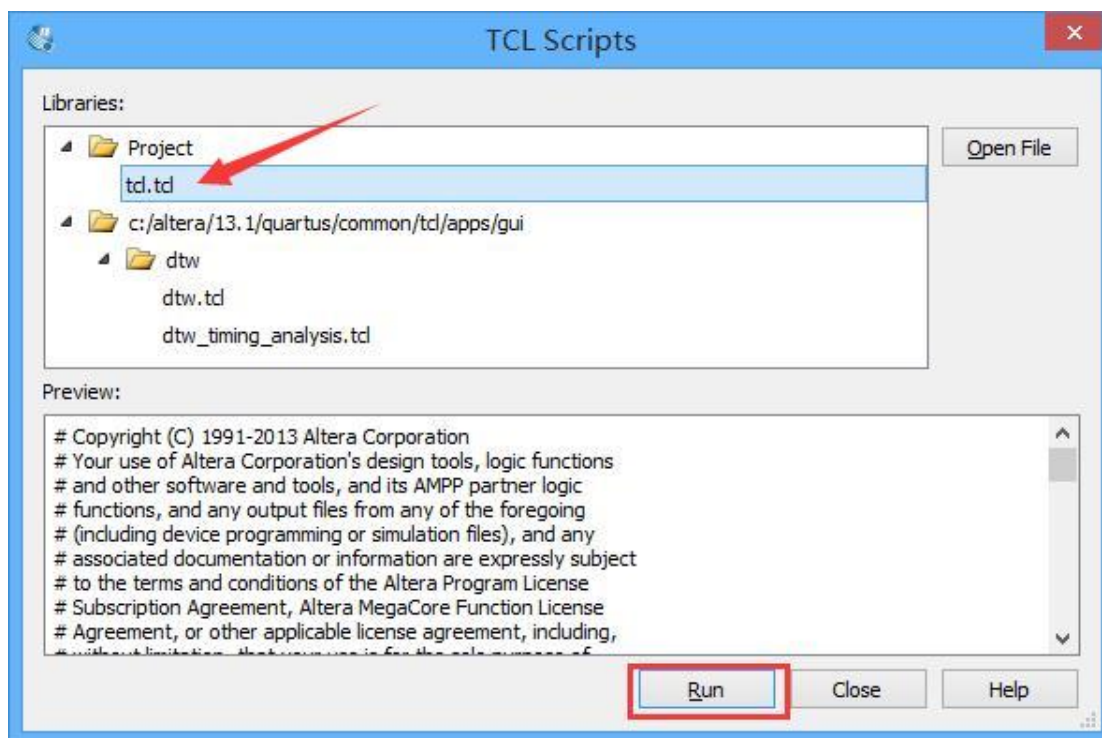 TCL Scripts
Libraries:
Project
Open File
tcl.tcl
c:/altera/13.1/quartus/common/tcl/apps/gui
dtw
dtw.tcl
dtw_timing_analysis.tcl
Preview:
# Copyright (C) 1991-2013 Altera Corporation
# Your use of Altera Corporation's design tools, logic functions
# and other software and tools, and its AMPP partner logic
# functions, and any output files from any of the foregoing
# (including device programming or simulation files), and any
# associated documentation or information are expressly subject
# to the terms and conditions of the Altera Program License
# Subscription Agreement, Altera MegaCore Function License
# Agreement, or other applicable license agreement, including,
Run Close Help